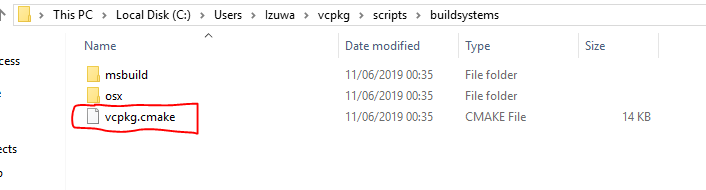 This PC > Local Disk (C:) > Users > Izuwa > vcpkg > scripts > buildsystems
Name Date modified Type Size
cess
msbuild 11/06/2019 00:35 File folder
osx 11/06/2019 00:35 File folder
vcpkg.cmake 11/06/2019 00:35 CMAKE File 14 KB
ects